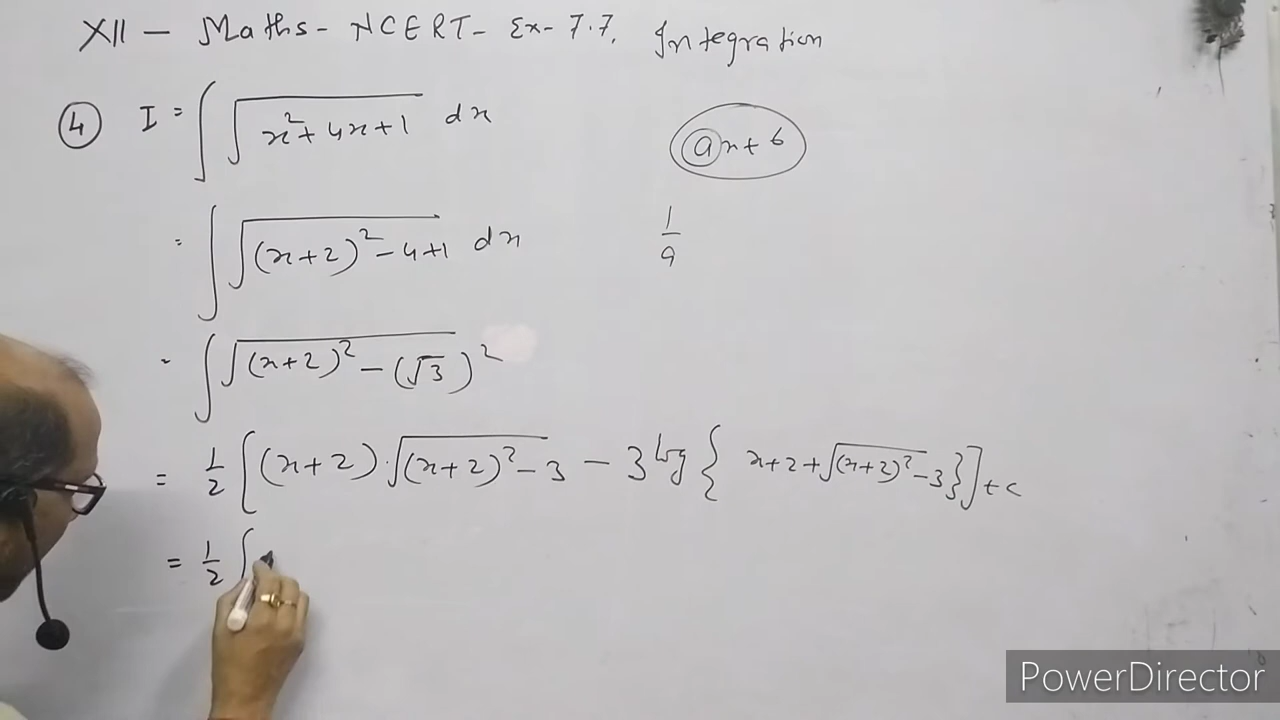 XII - Maths - NCERT - Ex- 7.7, Integration
④ I = ∫ √(x²+4x+1) dx
ax+b
= ∫ √((x+2)²-4+1) dx
1/a
= ∫ √((x+2)²-(√3)²)
= 1/2 [(x+2).√((x+2)²-3) - 3 log { x+2+√((x+2)²-3)}]+c
= 1/2 [
PowerDirector